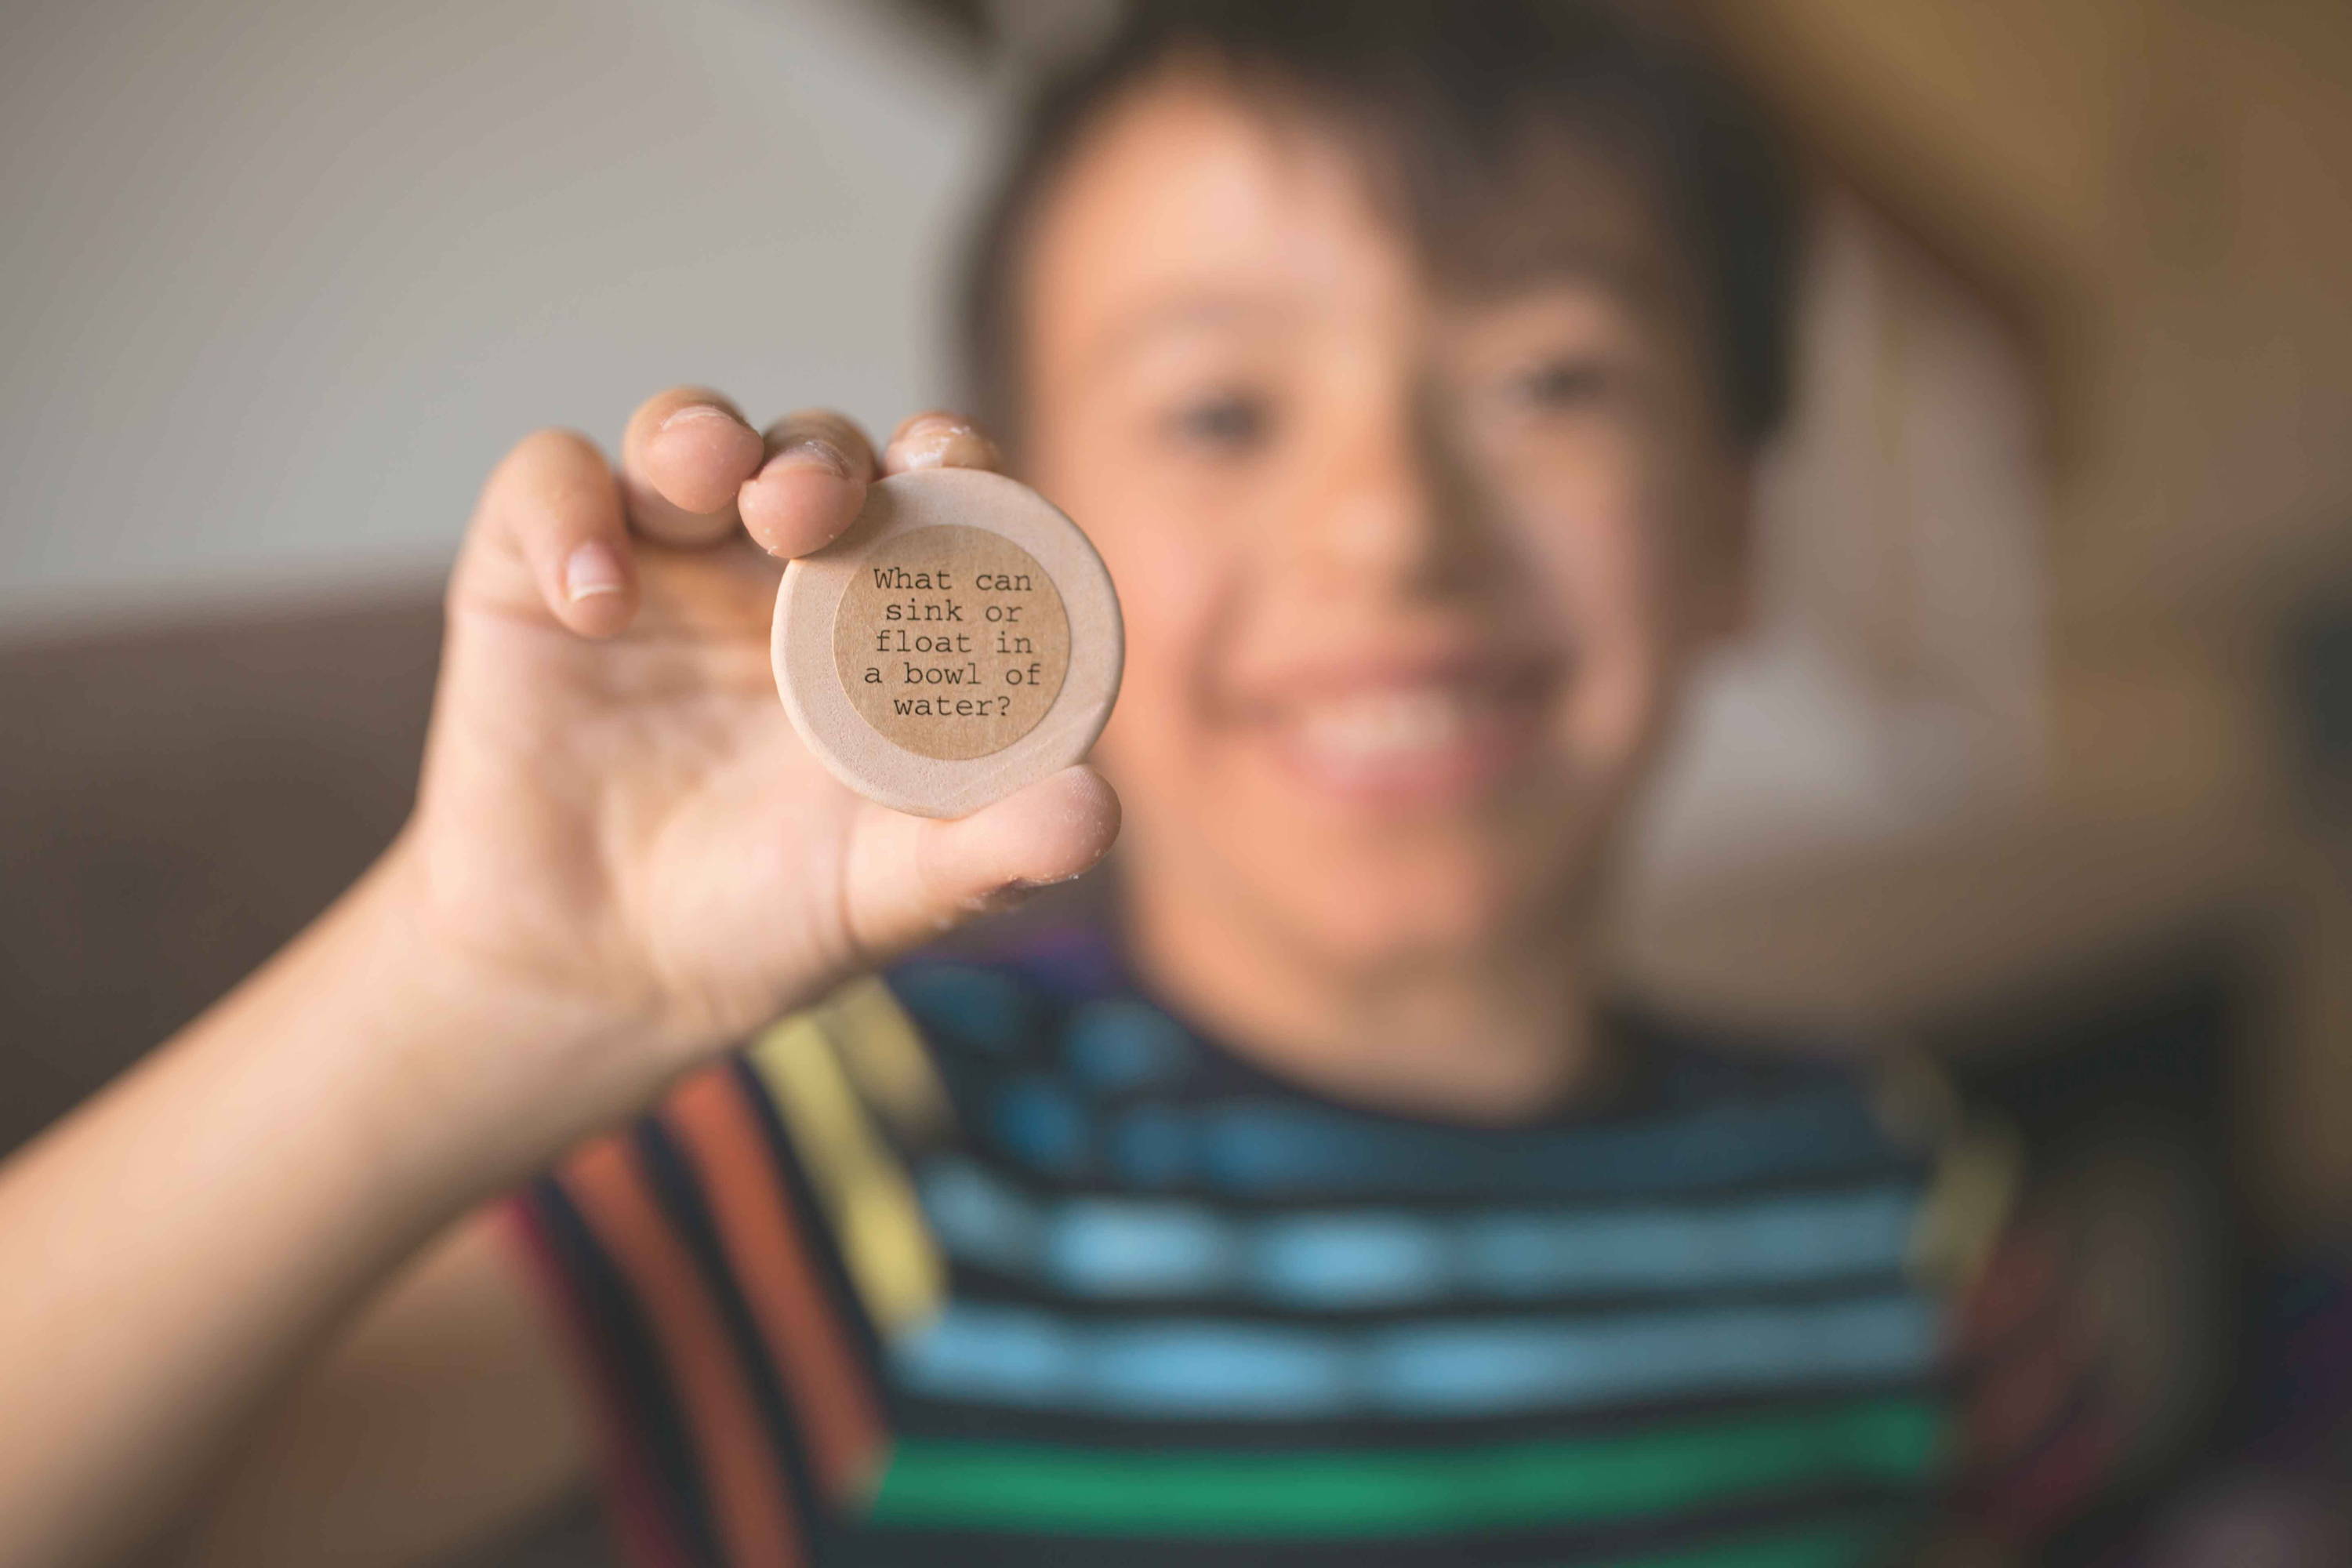 What can
sink or
float in
a bowl of
water?